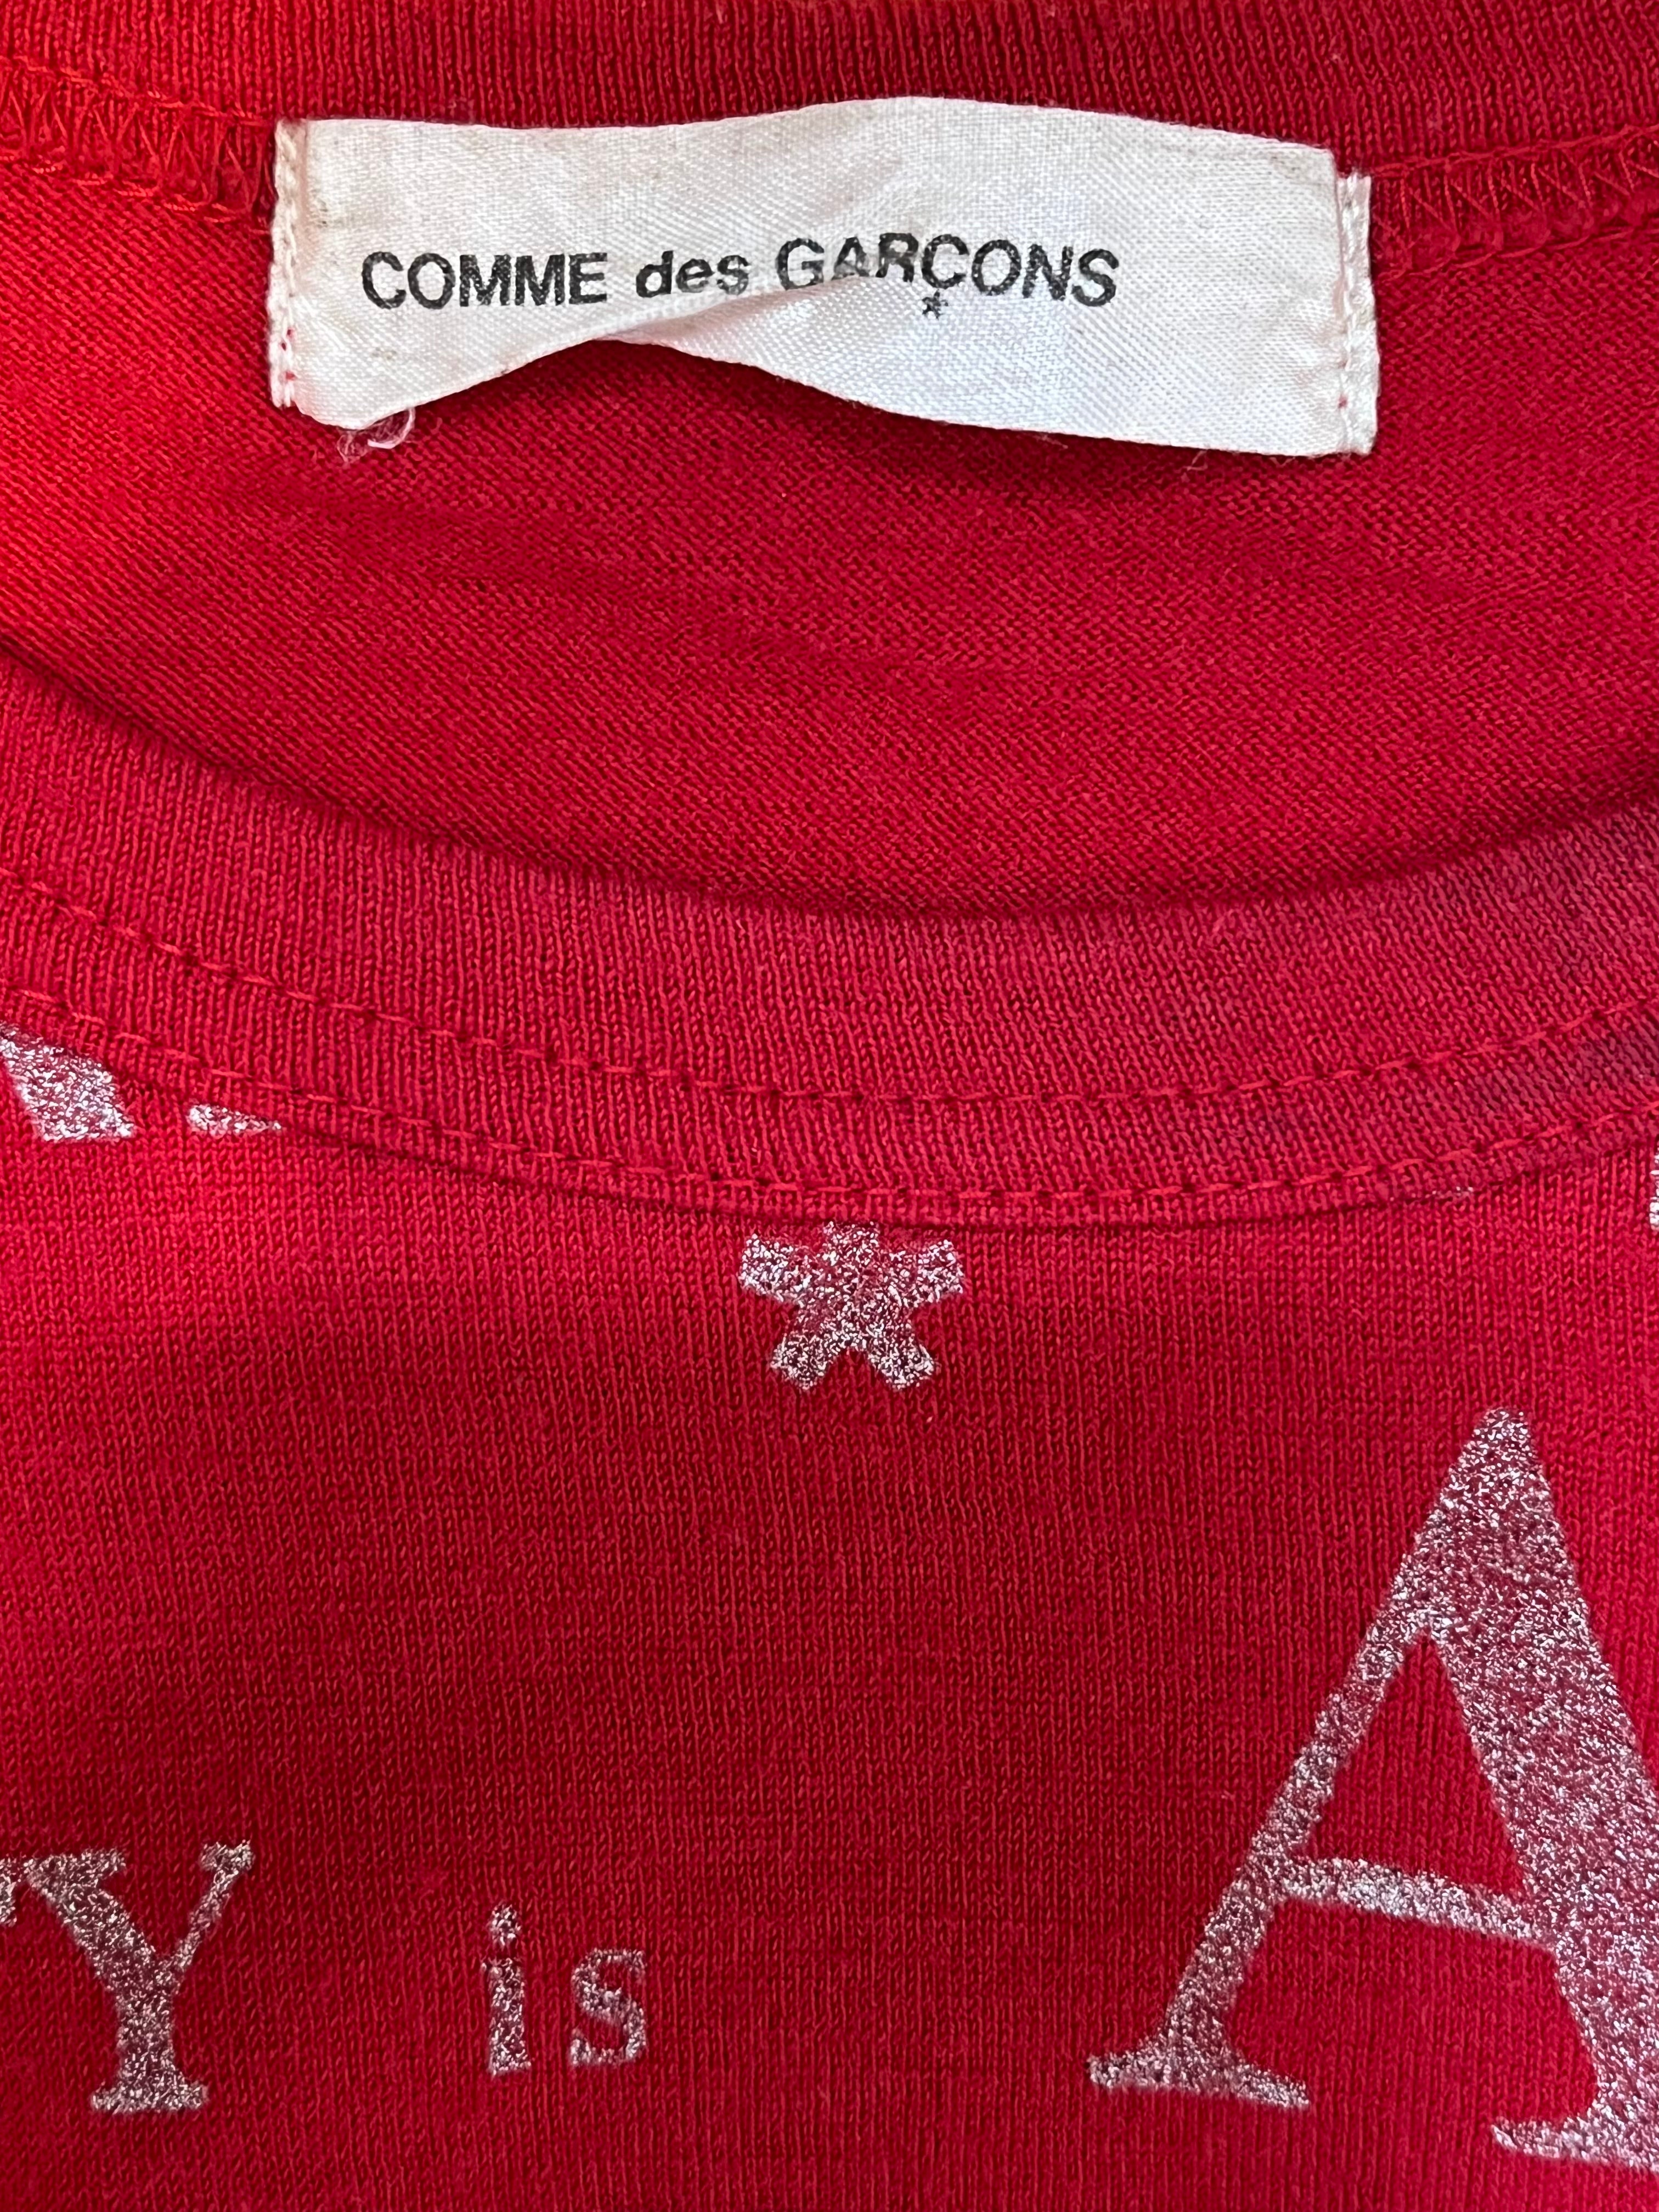 COMME des GARÇONS
*
A
Y is